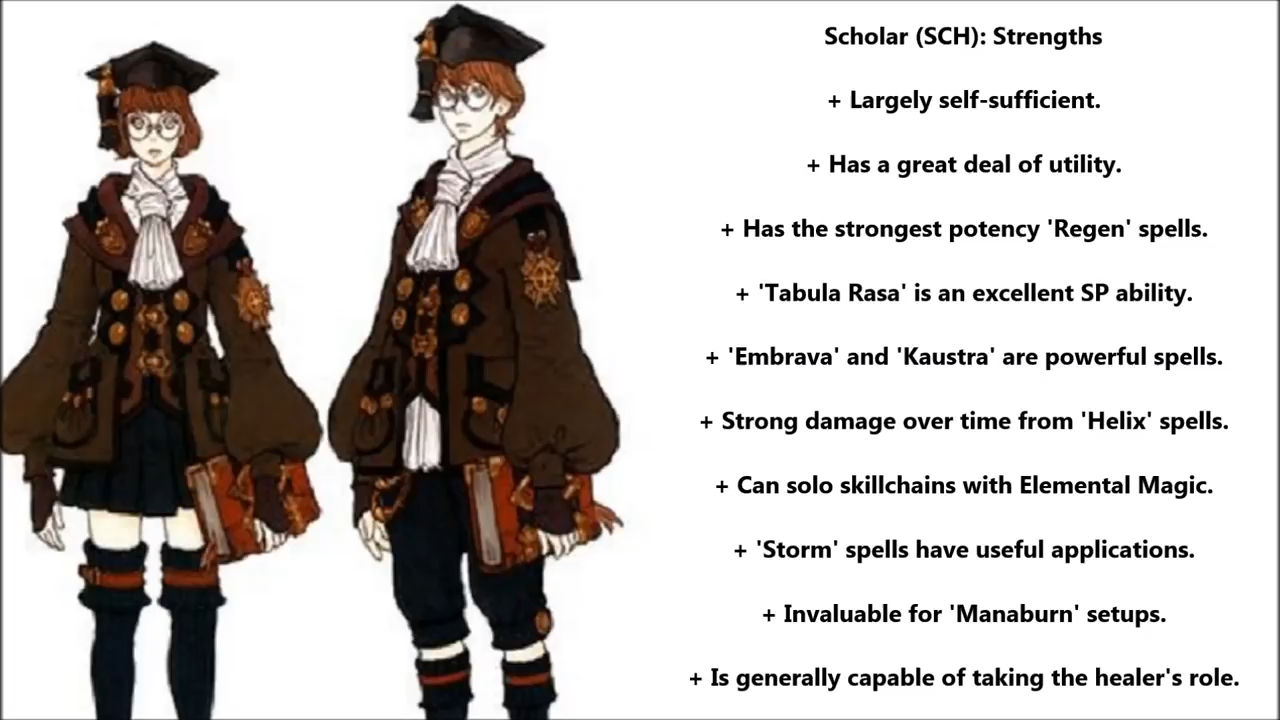 Scholar (SCH): Strengths
+ Largely self-sufficient.
+ Has a great deal of utility.
+ Has the strongest potency 'Regen' spells.
+ 'Tabula Rasa' is an excellent SP ability.
+ 'Embrava' and 'Kaustra' are powerful spells.
+ Strong damage over time from 'Helix' spells.
+ Can solo skillchains with Elemental Magic.
+ 'Storm' spells have useful applications.
+ Invaluable for 'Manaburn' setups.
+ Is generally capable of taking the healer's role.